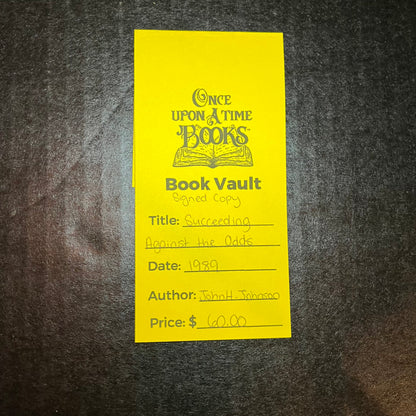 Once
upon A Time
Books
Book Vault
Signed Copy
Title: Succeeding
Against the Odds
Date: 1989
Author: John H. Johnson
Price: $ 60.00